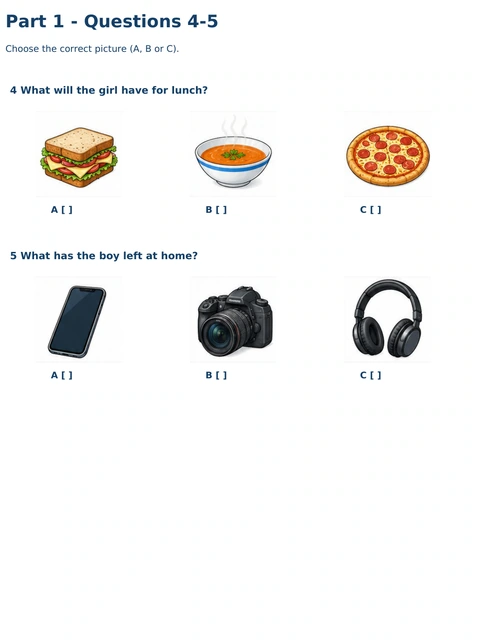 Part 1 - Questions 4-5
Choose the correct picture (A, B or C).
4 What will the girl have for lunch?
A [ ] B [ ] C [ ]
5 What has the boy left at home?
A [ ] B [ ] C [ ]